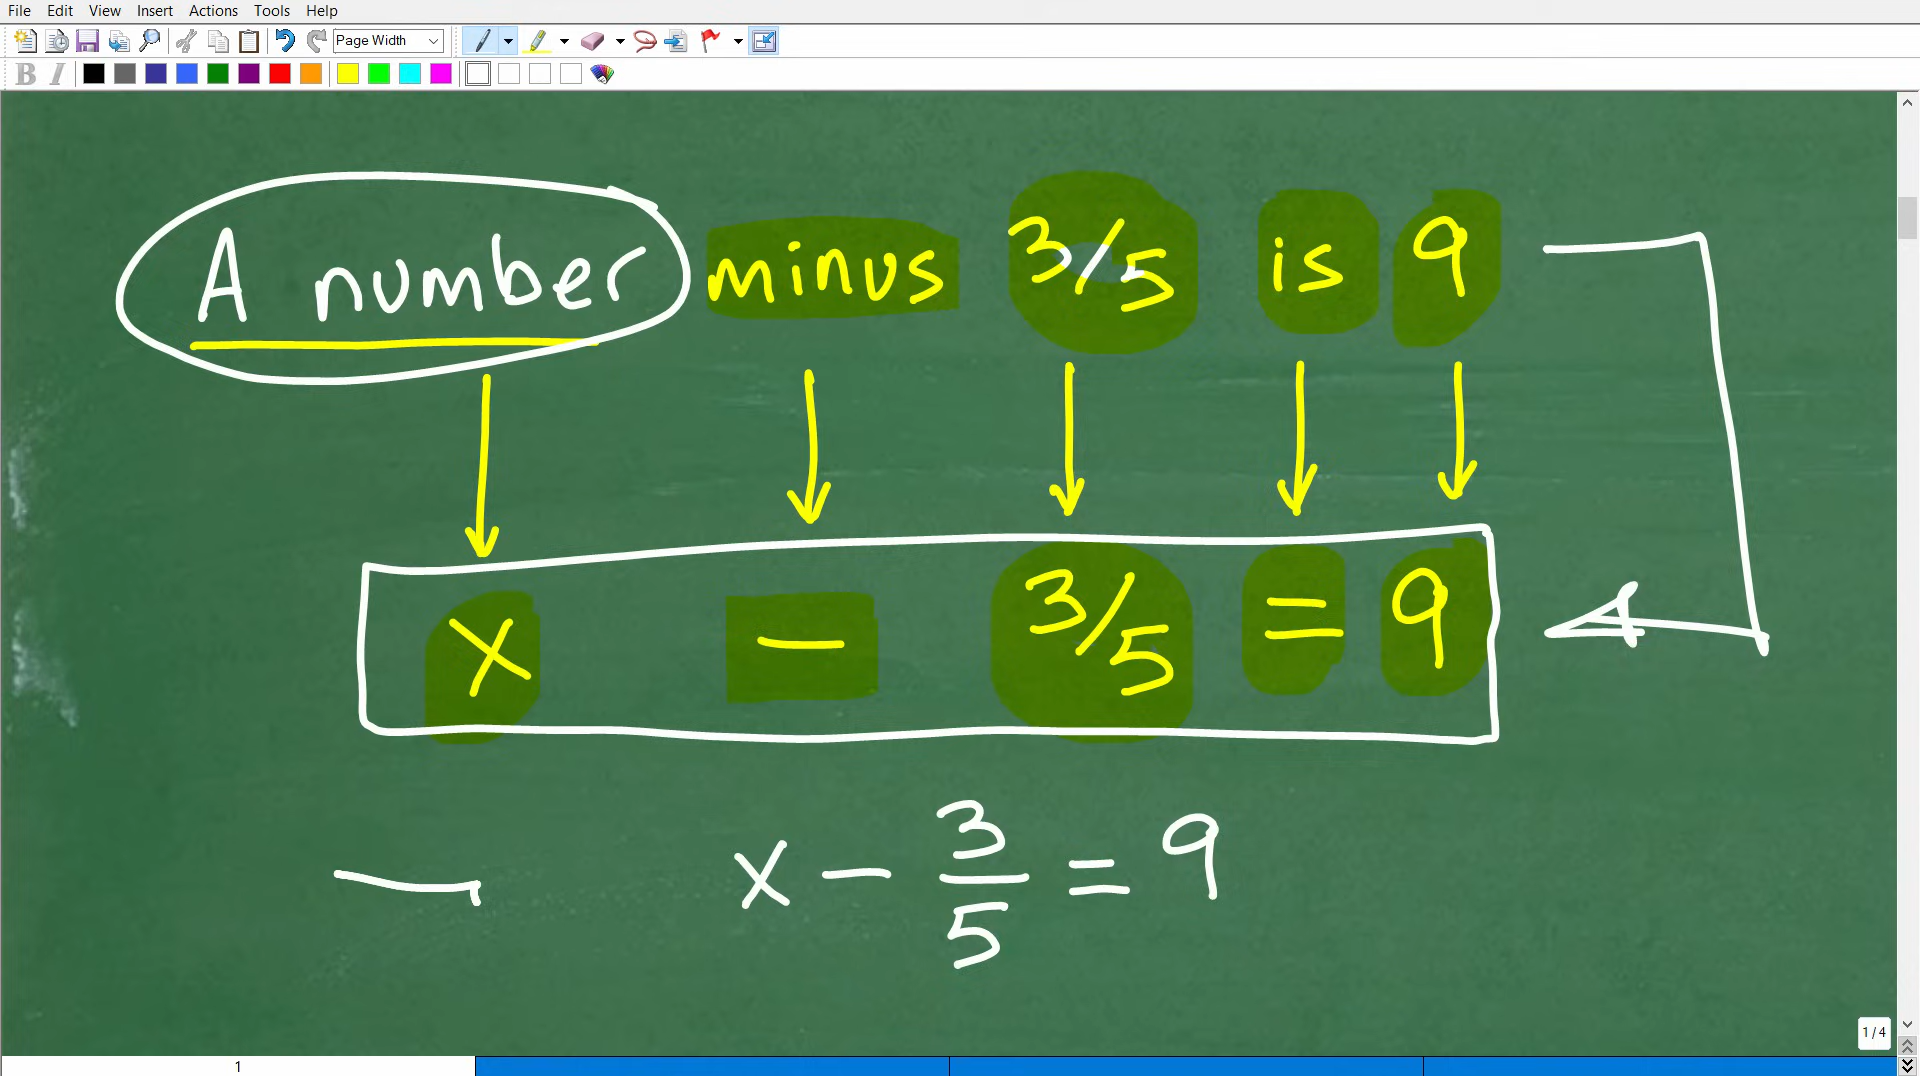 File Edit View Insert Actions Tools Help
Page Width
B I
A number minus 3/5 is 9
x - 3/5 = 9
x - 3/5 = 9
1 / 4
1